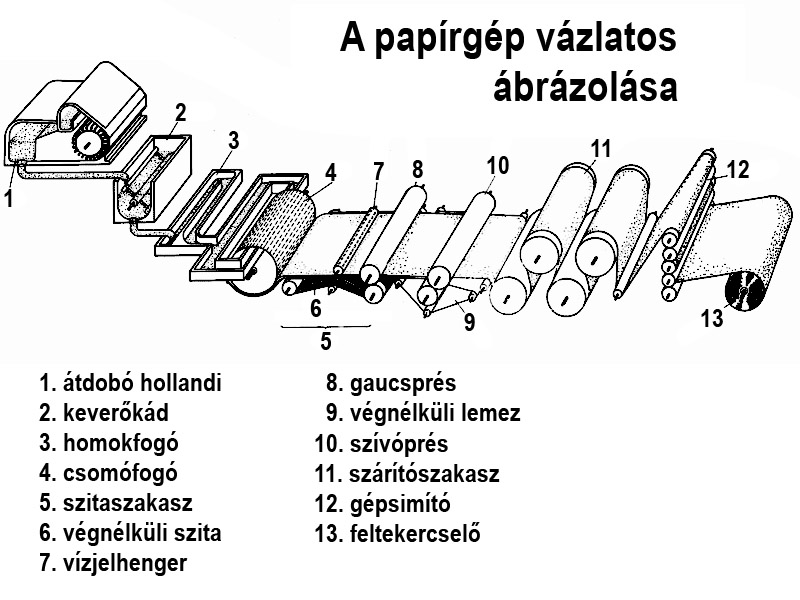 A papírgép vázlatos
ábrázolása
1
2
3
4
5
6
7
8
9
10
11
12
13
1. átdobó hollandi
2. keverőkád
3. homokfogó
4. csomófogó
5. szitaszakasz
6. végnélküli szita
7. vízjelhenger
8. gaucsprés
9. végnélküli lemez
10. szívóprés
11. szárítószakasz
12. gépsimító
13. feltekercselő